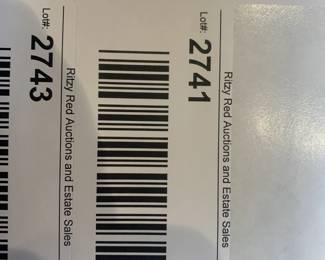 Ritzy Red Auctions and Estate Sales
Lot#: 2741
Ritzy Red Auctions and Estate Sales
Lot#: 2743